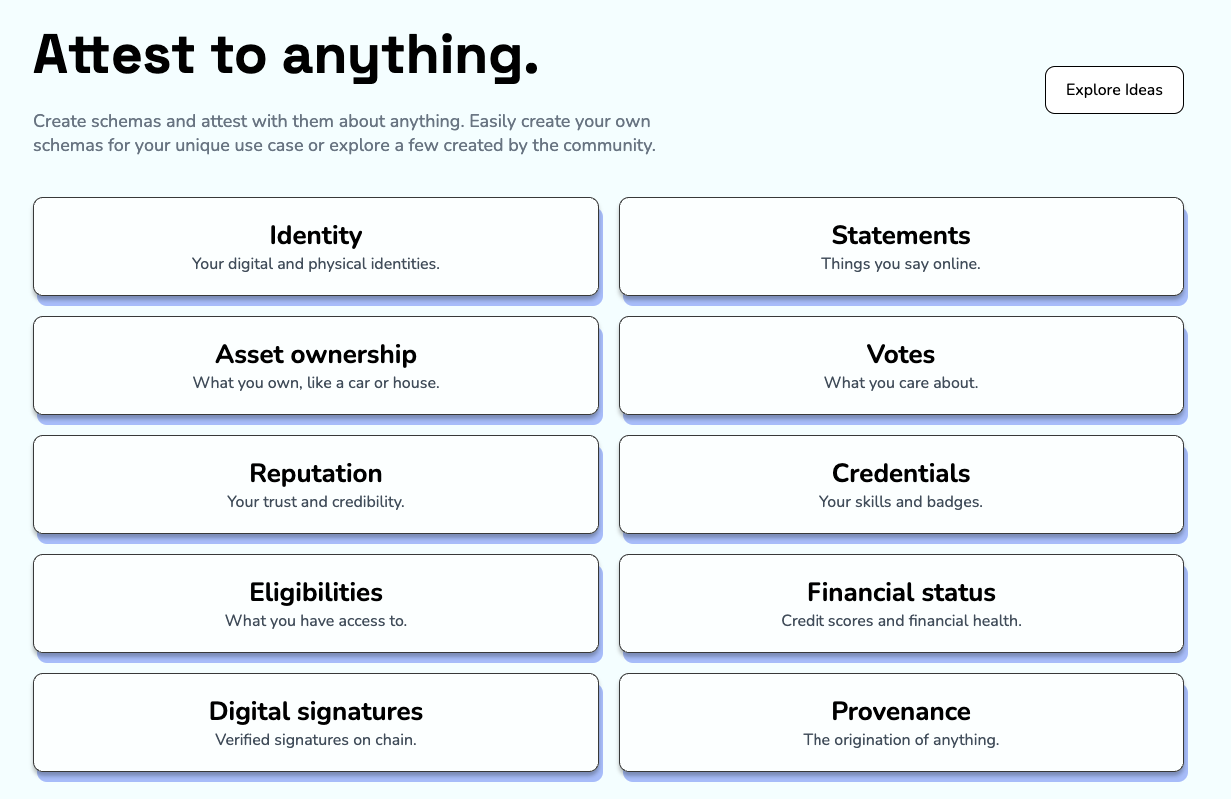 Attest to anything.
Explore Ideas
Create schemas and attest with them about anything. Easily create your own
schemas for your unique use case or explore a few created by the community.
Identity
Your digital and physical identities.
Statements
Things you say online.
Asset ownership
What you own, like a car or house.
Votes
What you care about.
Reputation
Your trust and credibility.
Credentials
Your skills and badges.
Eligibilities
What you have access to.
Financial status
Credit scores and financial health.
Digital signatures
Verified signatures on chain.
Provenance
The origination of anything.